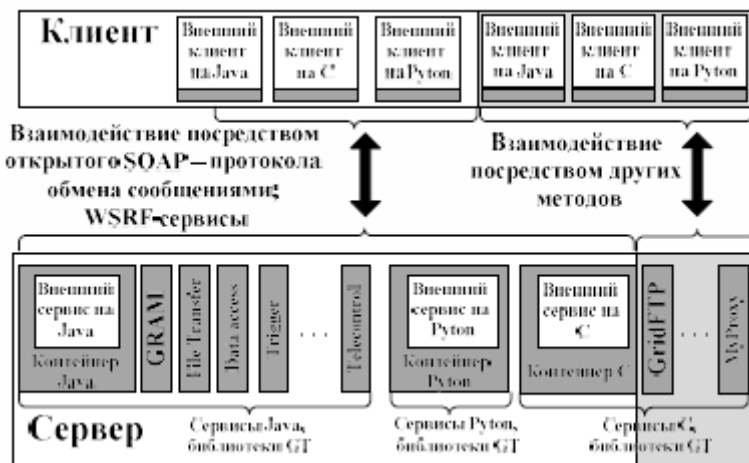 Клиент
Внешний
клиент
на Java
Внешний
клиент
на C
Внешний
клиент
на Pyton
Внешний
клиент
на Java
Внешний
клиент
на C
Внешний
клиент
на Pyton
Взаимодействие посредством
открытого SOAP – протокола
обмена сообщениями;
WSRF-сервисы
Взаимодействие
посредством других
методов
Внешний
сервис на
Java
Контейнер
Java
GRAM
File Transfer
Data access
Trigger
. . .
Telecontrol
Внешний
сервис на
Pyton
Контейнер
Pyton
Внешний
сервис на
C
Контейнер C
GridFTP
. . .
MyProxy
Сервер
Сервисы Java,
библиотеки GT
Сервисы Pyton,
библиотеки GT
Сервисы C,
библиотеки GT